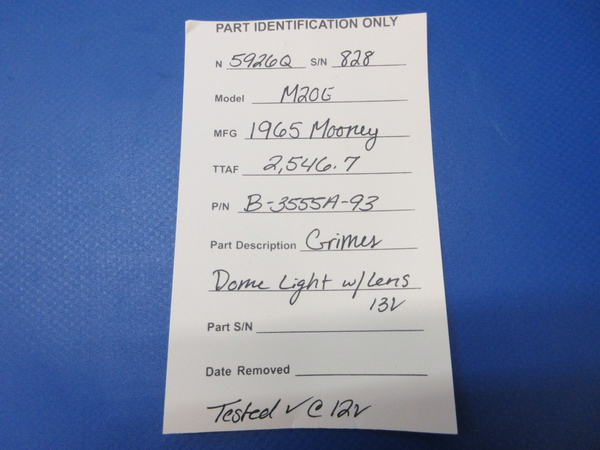 PART IDENTIFICATION ONLY
N 5926Q S/N 828
Model M20E
MFG 1965 Mooney
TTAF 2,546.7
P/N B-3555A-93
Part Description Grimes
Dome Light w/Lens
13V
Part S/N
Date Removed
Tested ✓ @ 12V